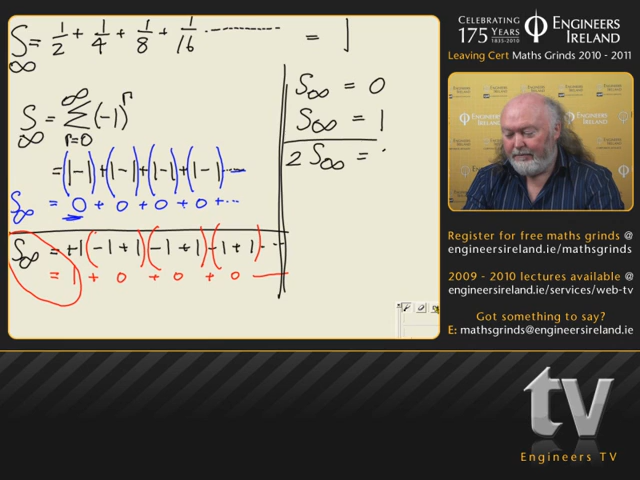 S∞ = 1/2 + 1/4 + 1/8 + 1/16 ............ = 1
S∞ = ∞ Σ r=0 (-1)^r
= (1-1)+(1-1)+(1-1)+(1-1)......
S∞ = 0 + 0 + 0 + 0 + ...
S∞ = +1(-1+1)(-1+1)(-1+1)...
= 1 + 0 + 0 + 0 —
S∞ = 0
S∞ = 1
2 S∞ =
CELEBRATING
175 YEARS
1835-2010
ENGINEERS
IRELAND
Leaving Cert Maths Grinds 2010 - 2011
Register for free maths grinds @
engineersireland.ie/mathsgrinds
2009 - 2010 lectures available @
engineersireland.ie/services/web-tv
Got something to say?
E: mathsgrinds@engineersireland.ie
tv
Engineers TV